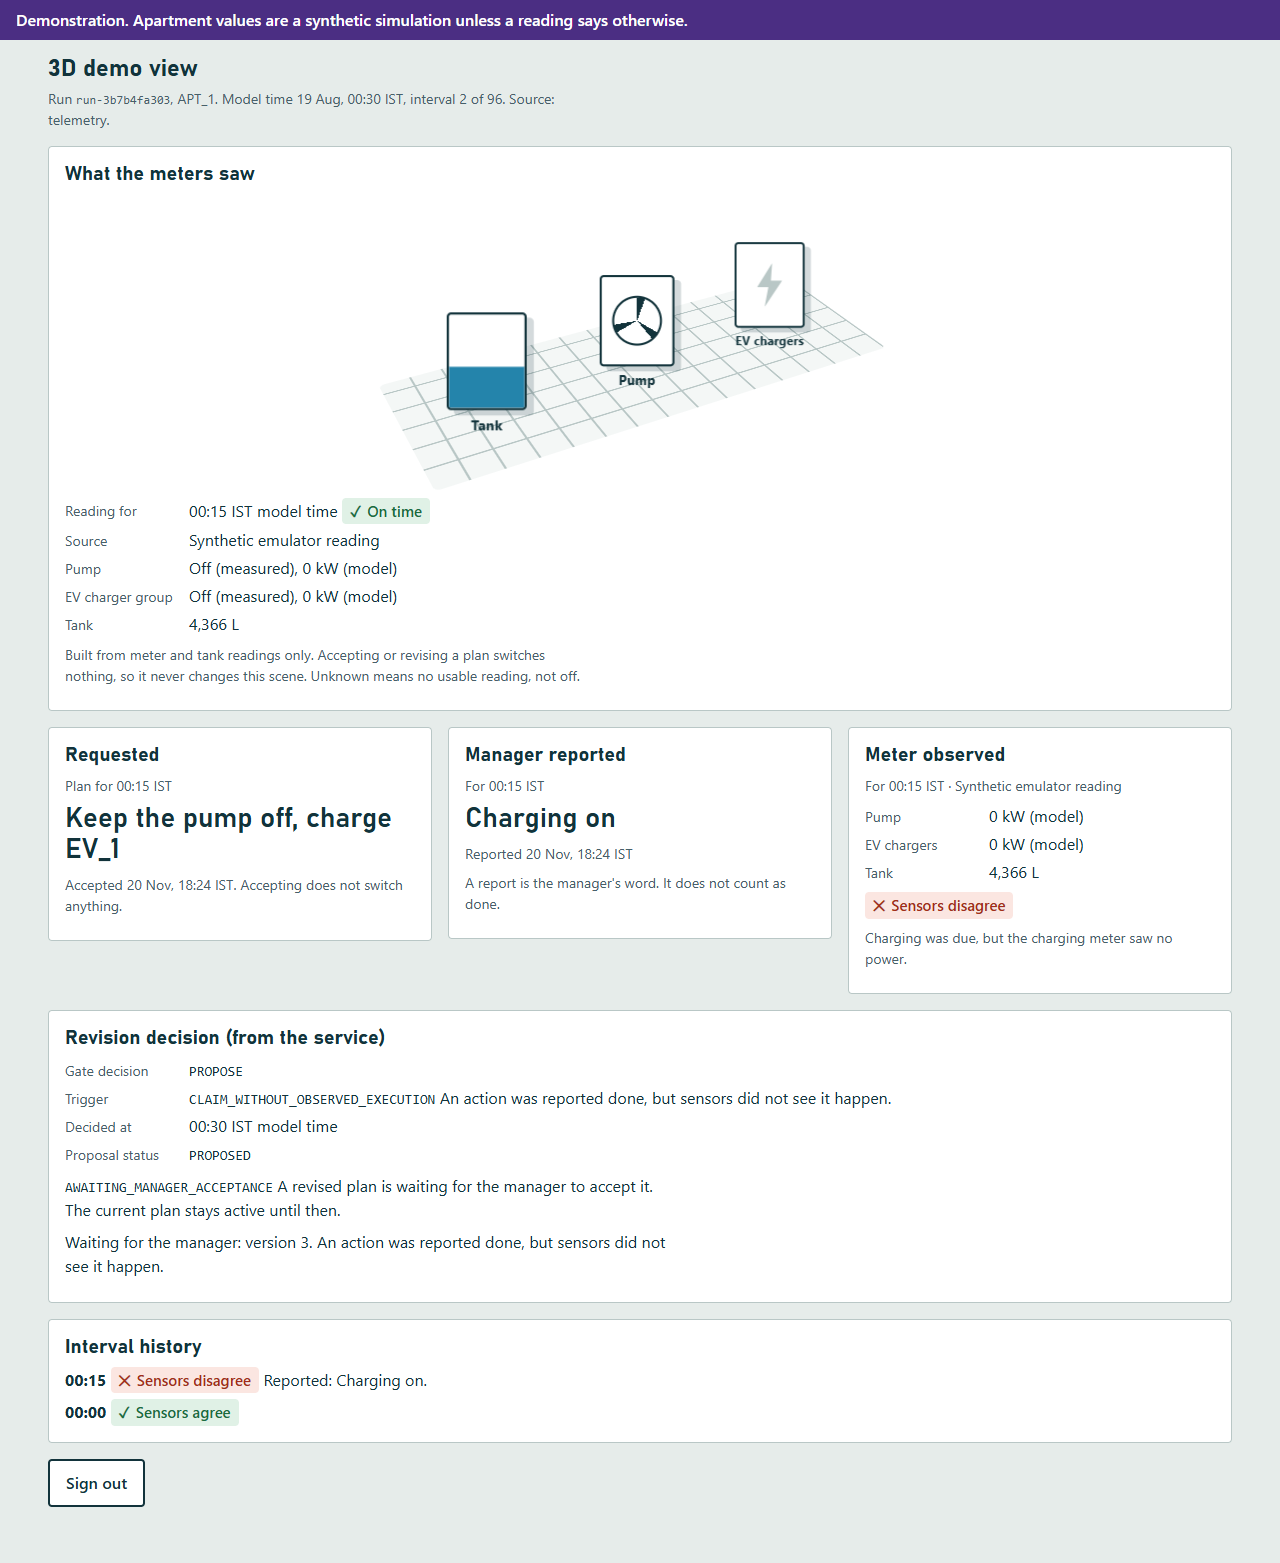 Demonstration. Apartment values are a synthetic simulation unless a reading says otherwise.
3D demo view
Run run-3b7b4fa303, APT_1. Model time 19 Aug, 00:30 IST, interval 2 of 96. Source:
telemetry.
What the meters saw
EV chargers
Pump
Tank
Reading for 00:15 IST model time ✓ On time
Source Synthetic emulator reading
Pump Off (measured), 0 kW (model)
EV charger group Off (measured), 0 kW (model)
Tank 4,366 L
Built from meter and tank readings only. Accepting or revising a plan switches
nothing, so it never changes this scene. Unknown means no usable reading, not off.
Requested
Plan for 00:15 IST
Keep the pump off, charge
EV_1
Accepted 20 Nov, 18:24 IST. Accepting does not switch
anything.
Manager reported
For 00:15 IST
Charging on
Reported 20 Nov, 18:24 IST
A report is the manager's word. It does not count as
done.
Meter observed
For 00:15 IST · Synthetic emulator reading
Pump 0 kW (model)
EV chargers 0 kW (model)
Tank 4,366 L
✕ Sensors disagree
Charging was due, but the charging meter saw no
power.
Revision decision (from the service)
Gate decision PROPOSE
Trigger CLAIM_WITHOUT_OBSERVED_EXECUTION An action was reported done, but sensors did not see it happen.
Decided at 00:30 IST model time
Proposal status PROPOSED
AWAITING_MANAGER_ACCEPTANCE A revised plan is waiting for the manager to accept it.
The current plan stays active until then.
Waiting for the manager: version 3. An action was reported done, but sensors did not
see it happen.
Interval history
00:15 ✕ Sensors disagree Reported: Charging on.
00:00 ✓ Sensors agree
Sign out